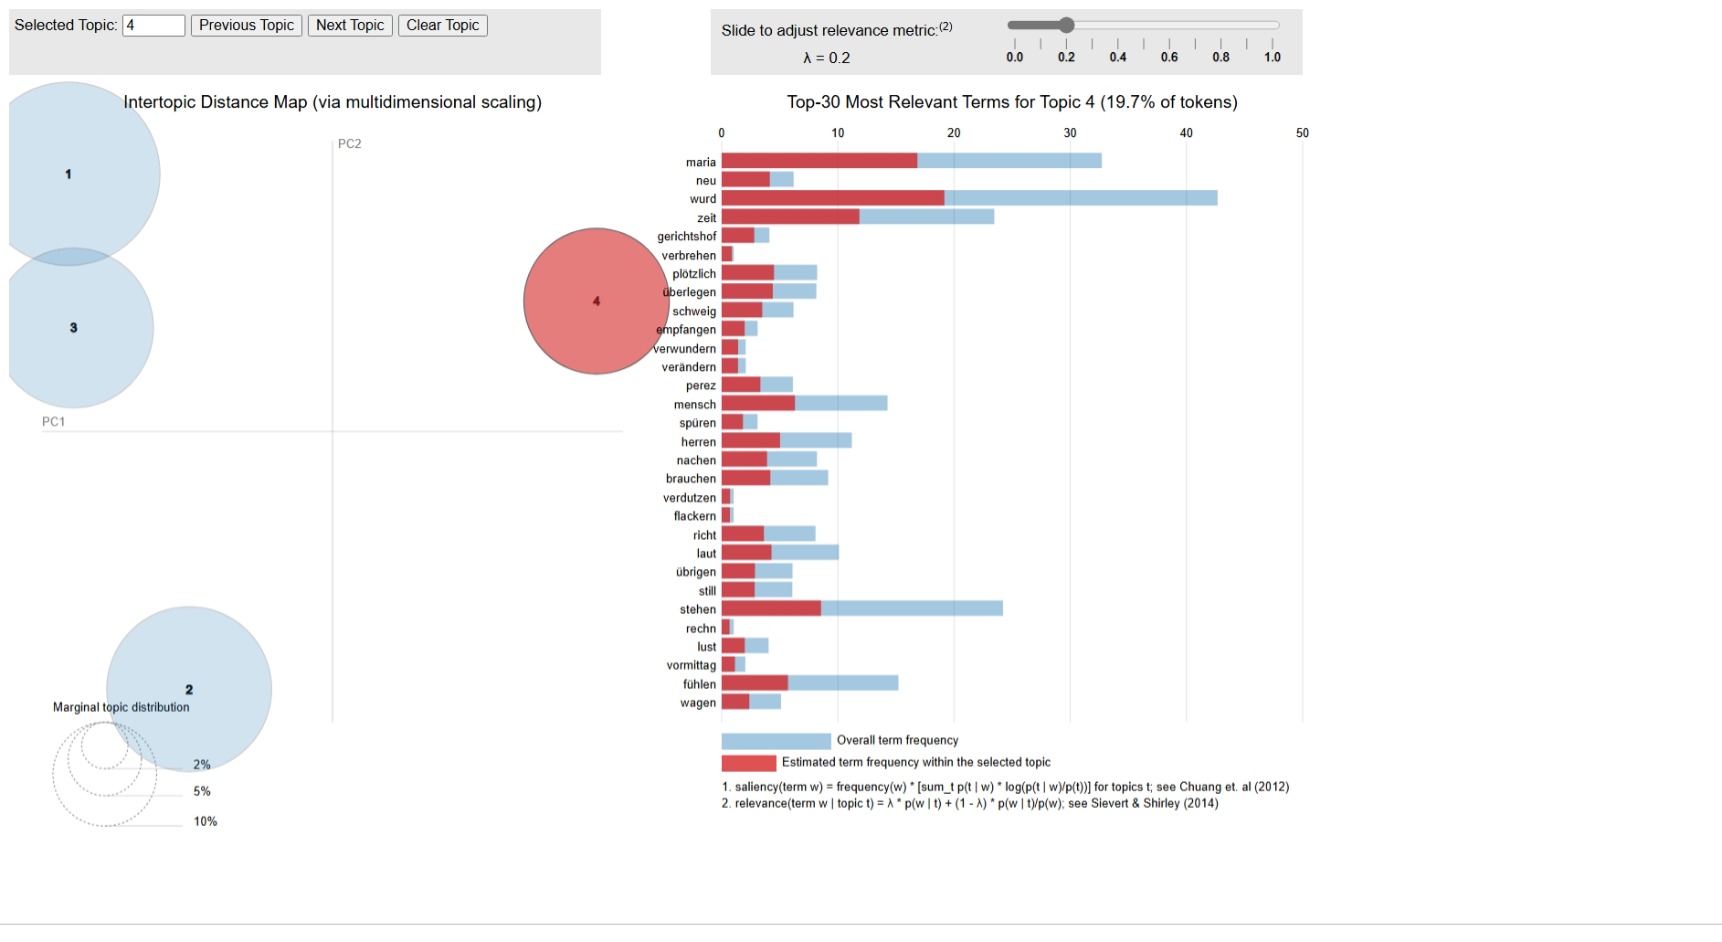 Selected Topic: 4 Previous Topic Next Topic Clear Topic
Slide to adjust relevance metric:(2)
λ = 0.2
0.0 0.2 0.4 0.6 0.8 1.0
Intertopic Distance Map (via multidimensional scaling)
PC2
1
3
4
PC1
2
Marginal topic distribution
2%
5%
10%
Top-30 Most Relevant Terms for Topic 4 (19.7% of tokens)
0 10 20 30 40 50
maria
neu
wurd
zeit
gerichtshof
verbrehen
plötzlich
überlegen
schweig
empfangen
verwundern
verändern
perez
mensch
spüren
herren
nachen
brauchen
verdutzen
flackern
richt
laut
übrigen
still
stehen
rechn
lust
vormittag
fühlen
wagen
Overall term frequency
Estimated term frequency within the selected topic
1. saliency(term w) = frequency(w) * [sum_t p(t | w) * log(p(t | w)/p(t))] for topics t; see Chuang et. al (2012)
2. relevance(term w | topic t) = λ * p(w | t) + (1 - λ) * p(w | t)/p(w); see Sievert & Shirley (2014)